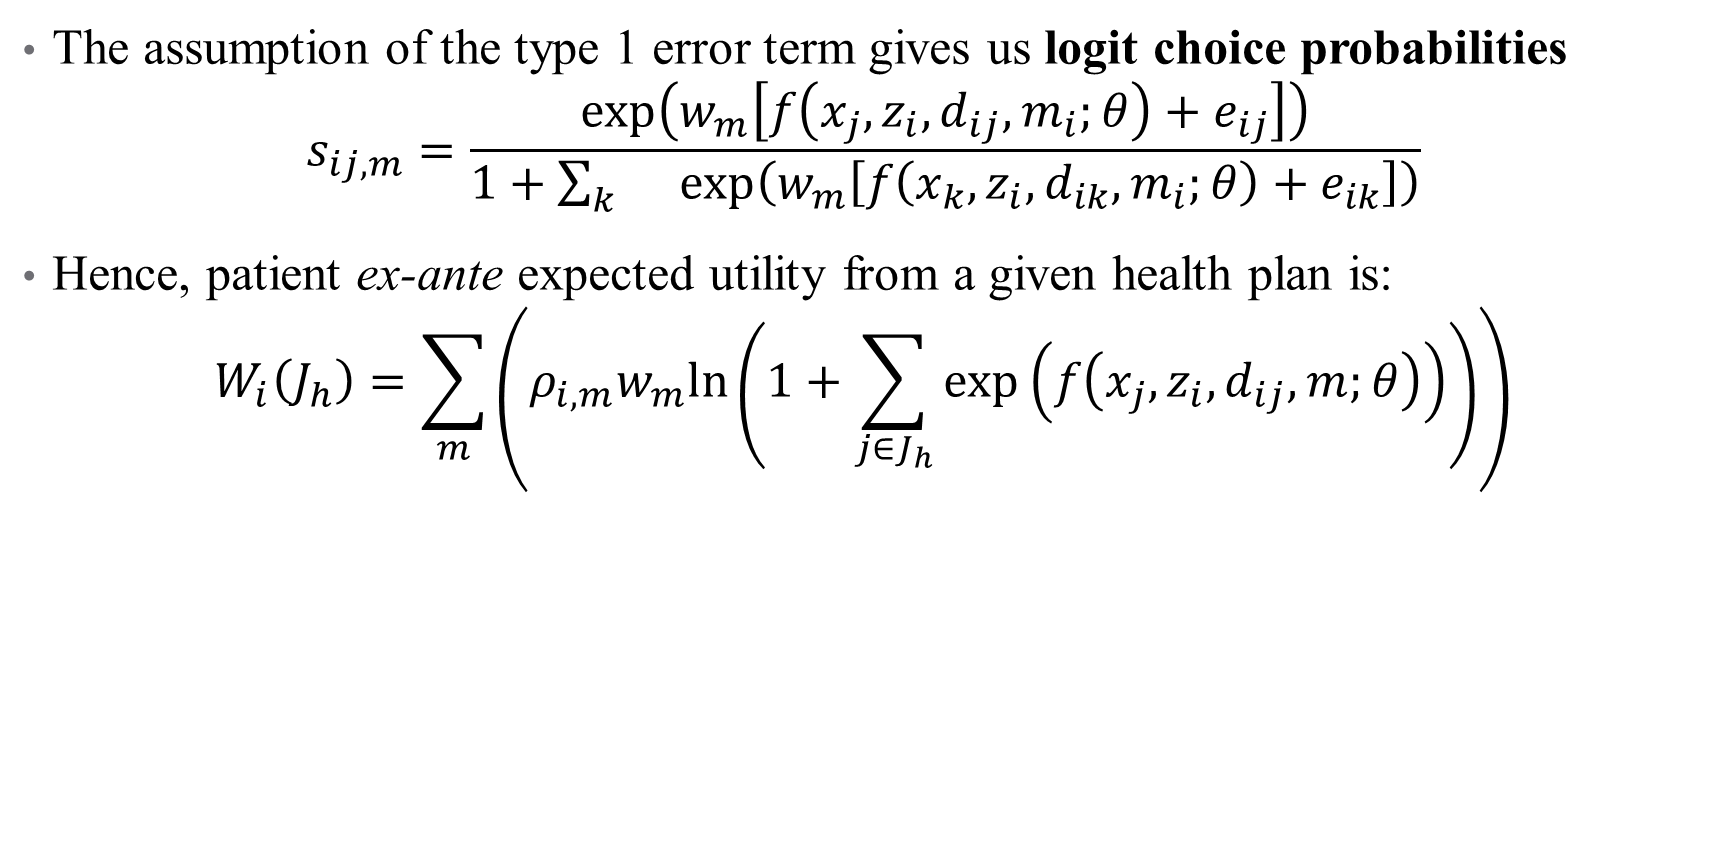 • The assumption of the type 1 error term gives us logit choice probabilities
s_{ij,m} = \frac{exp(w_m[f(x_j, z_i, d_{ij}, m_i; θ) + e_{ij}])}{1 + ∑_k exp(w_m[f(x_k, z_i, d_{ik}, m_i; θ) + e_{ik}])}
• Hence, patient ex-ante expected utility from a given health plan is:
W_i(J_h) = ∑_m (ρ_{i,m} w_m ln(1 + ∑_{j∈J_h} exp(f(x_j, z_i, d_{ij}, m; θ))))